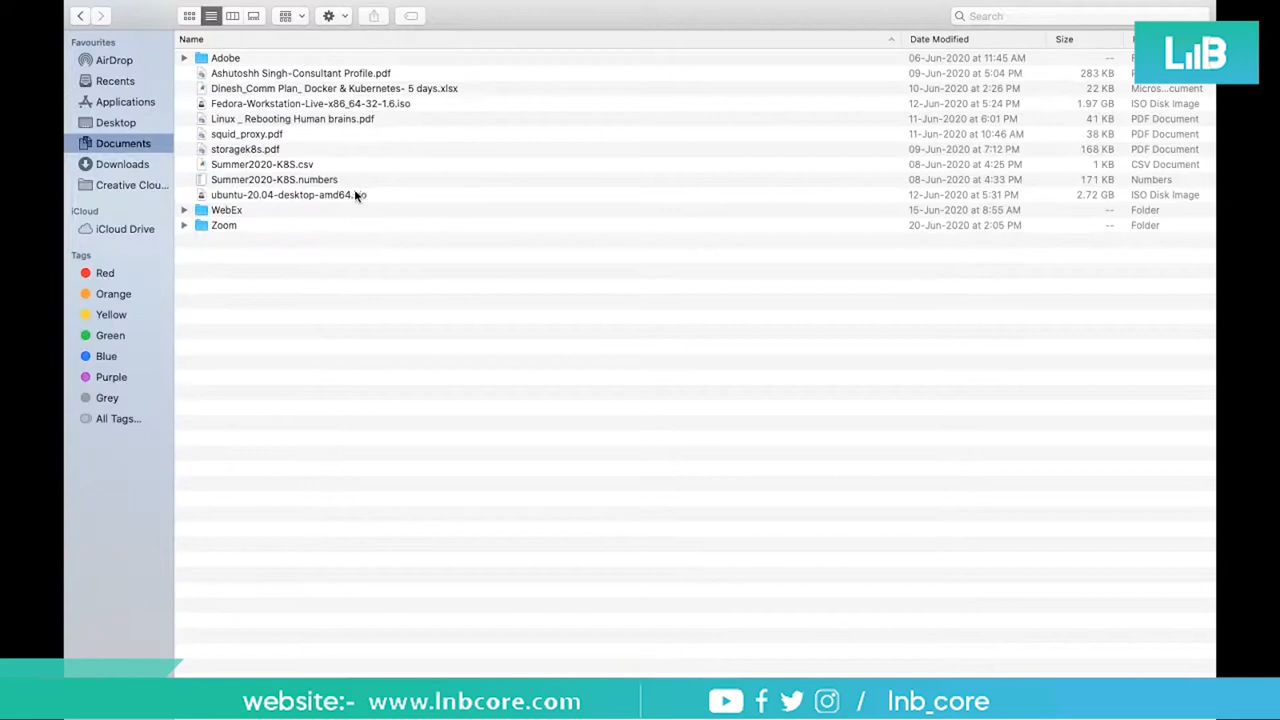 Search
LNB
Favourites
AirDrop
Recents
Applications
Desktop
Documents
Downloads
Creative Clou...
iCloud
iCloud Drive
Tags
Red
Orange
Yellow
Green
Blue
Purple
Grey
All Tags...
Name Date Modified Size
Adobe 06-Jun-2020 at 11:45 AM --
Ashutoshh Singh-Consultant Profile.pdf 09-Jun-2020 at 5:04 PM 283 KB PDF Document
Dinesh_Comm Plan_ Docker & Kubernetes- 5 days.xlsx 10-Jun-2020 at 2:26 PM 22 KB Micros...cument
Fedora-Workstation-Live-x86_64-32-1.6.iso 12-Jun-2020 at 5:24 PM 1.97 GB ISO Disk Image
Linux _ Rebooting Human brains.pdf 11-Jun-2020 at 6:01 PM 41 KB PDF Document
squid_proxy.pdf 11-Jun-2020 at 10:46 AM 38 KB PDF Document
storagek8s.pdf 09-Jun-2020 at 7:12 PM 168 KB PDF Document
Summer2020-K8S.csv 08-Jun-2020 at 4:25 PM 1 KB CSV Document
Summer2020-K8S.numbers 08-Jun-2020 at 4:33 PM 171 KB Numbers
ubuntu-20.04-desktop-amd64. 12-Jun-2020 at 5:31 PM 2.72 GB ISO Disk Image
WebEx 15-Jun-2020 at 8:55 AM -- Folder
Zoom 20-Jun-2020 at 2:05 PM -- Folder
website:- www.lnbcore.com / lnb_core